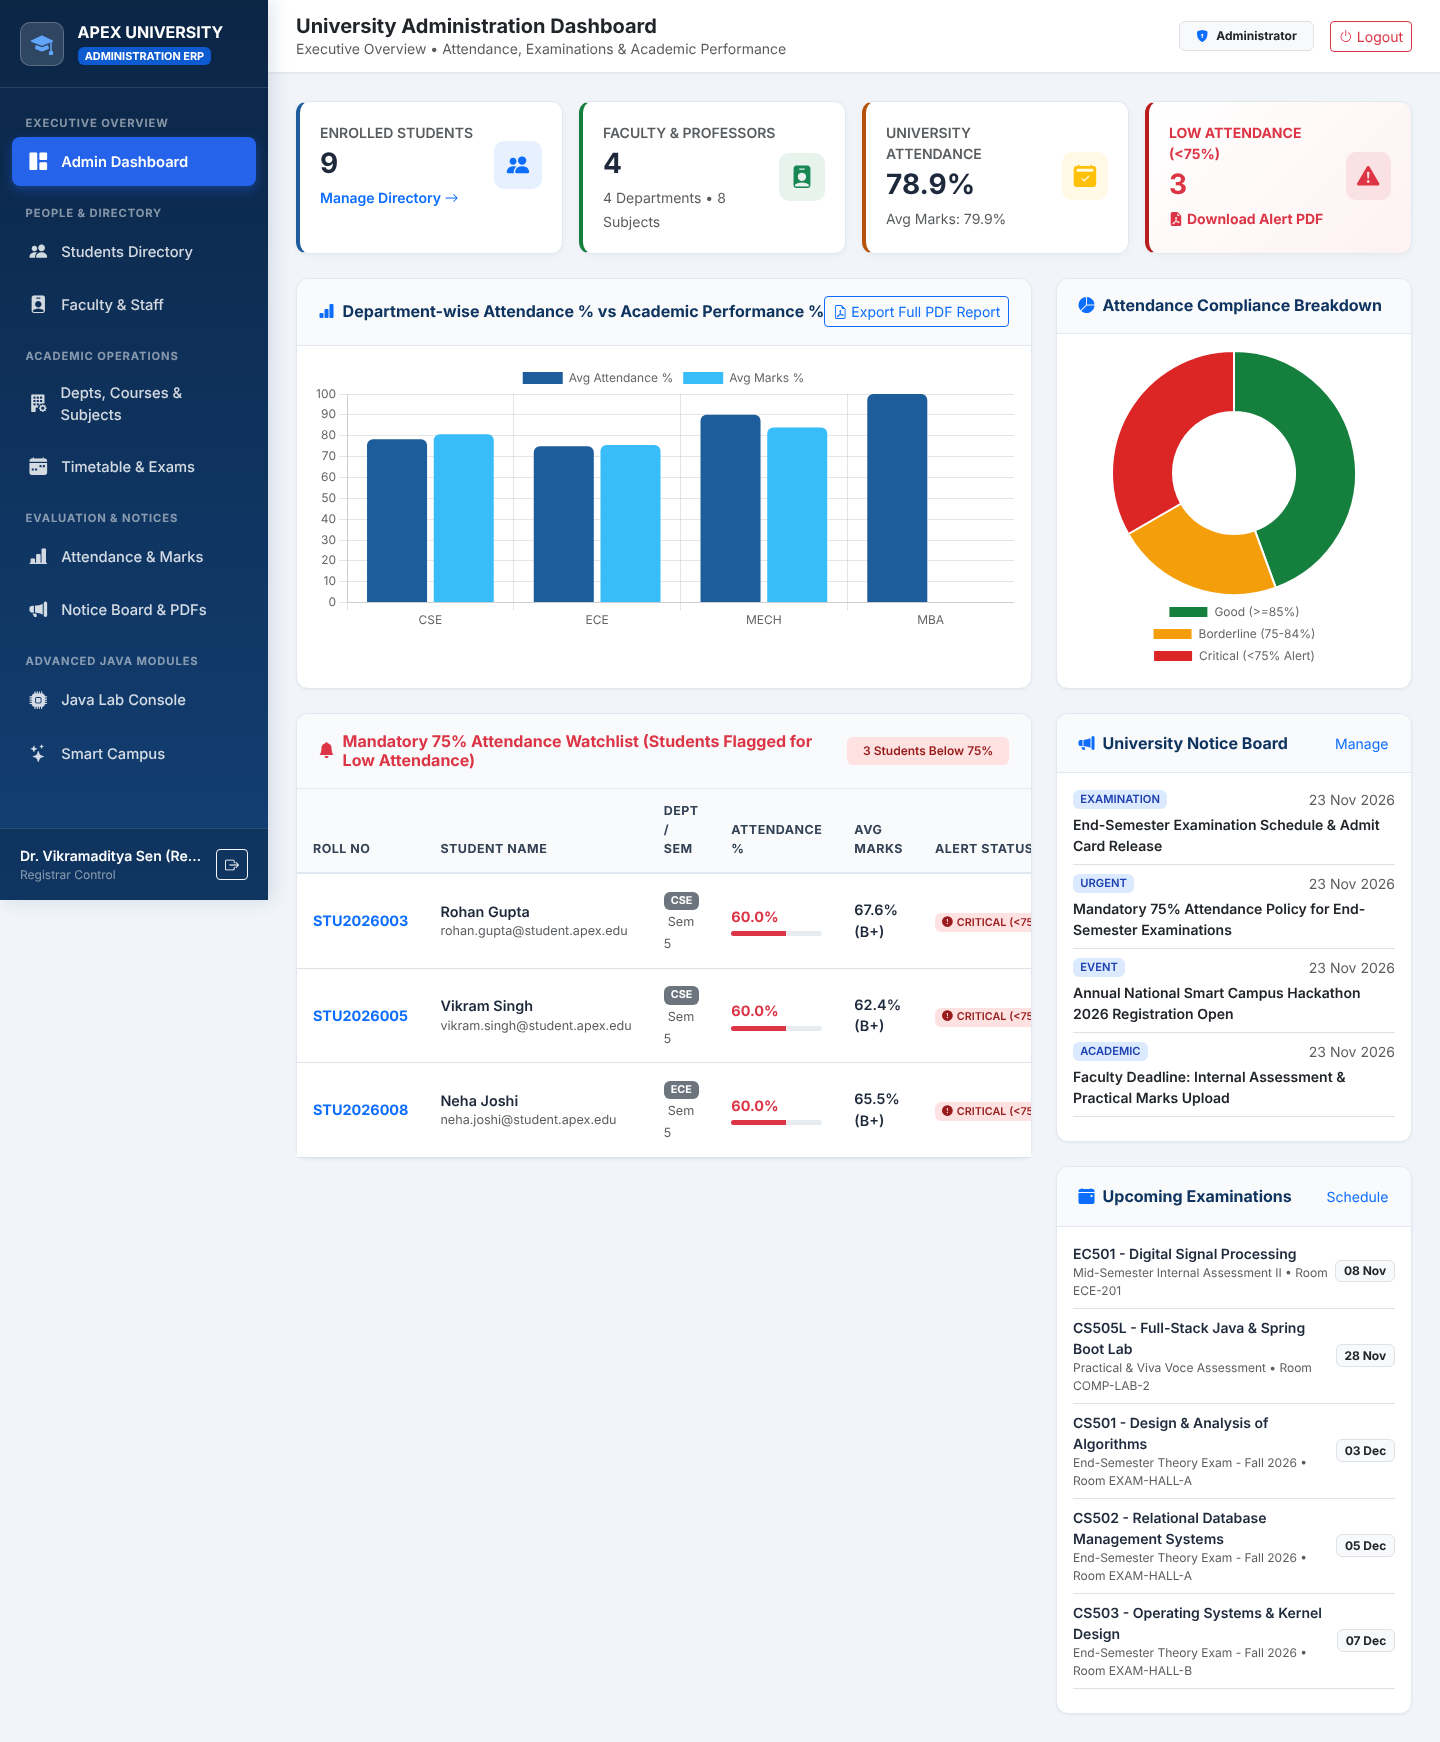 APEX UNIVERSITY
ADMINISTRATION ERP
EXECUTIVE OVERVIEW
Admin Dashboard
PEOPLE & DIRECTORY
Students Directory
Faculty & Staff
ACADEMIC OPERATIONS
Depts, Courses &
Subjects
Timetable & Exams
EVALUATION & NOTICES
Attendance & Marks
Notice Board & PDFs
ADVANCED JAVA MODULES
Java Lab Console
Smart Campus
Dr. Vikramaditya Sen (Re...
Registrar Control
University Administration Dashboard
Executive Overview • Attendance, Examinations & Academic Performance
Administrator
Logout
ENROLLED STUDENTS
9
Manage Directory →
FACULTY & PROFESSORS
4
4 Departments • 8
Subjects
UNIVERSITY
ATTENDANCE
78.9%
Avg Marks: 79.9%
LOW ATTENDANCE
(<75%)
3
Download Alert PDF
Department-wise Attendance % vs Academic Performance %
Export Full PDF Report
Avg Attendance %
Avg Marks %
100
90
80
70
60
50
40
30
20
10
0
CSE
ECE
MECH
MBA
Attendance Compliance Breakdown
Good (>=85%)
Borderline (75-84%)
Critical (<75% Alert)
Mandatory 75% Attendance Watchlist (Students Flagged for
Low Attendance)
3 Students Below 75%
ROLL NO STUDENT NAME DEPT / SEM ATTENDANCE % AVG MARKS ALERT STATUS
STU2026003
Rohan Gupta
rohan.gupta@student.apex.edu
CSE
Sem
5
60.0%
67.6%
(B+)
CRITICAL (<75
STU2026005
Vikram Singh
vikram.singh@student.apex.edu
CSE
Sem
5
60.0%
62.4%
(B+)
CRITICAL (<75
STU2026008
Neha Joshi
neha.joshi@student.apex.edu
ECE
Sem
5
60.0%
65.5%
(B+)
CRITICAL (<75
University Notice Board
Manage
EXAMINATION 23 Nov 2026
End-Semester Examination Schedule & Admit
Card Release
URGENT 23 Nov 2026
Mandatory 75% Attendance Policy for End-
Semester Examinations
EVENT 23 Nov 2026
Annual National Smart Campus Hackathon
2026 Registration Open
ACADEMIC 23 Nov 2026
Faculty Deadline: Internal Assessment &
Practical Marks Upload
Upcoming Examinations
Schedule
EC501 - Digital Signal Processing
Mid-Semester Internal Assessment II • Room
ECE-201
08 Nov
CS505L - Full-Stack Java & Spring
Boot Lab
Practical & Viva Voce Assessment • Room
COMP-LAB-2
28 Nov
CS501 - Design & Analysis of
Algorithms
End-Semester Theory Exam - Fall 2026 •
Room EXAM-HALL-A
03 Dec
CS502 - Relational Database
Management Systems
End-Semester Theory Exam - Fall 2026 •
Room EXAM-HALL-A
05 Dec
CS503 - Operating Systems & Kernel
Design
End-Semester Theory Exam - Fall 2026 •
Room EXAM-HALL-B
07 Dec